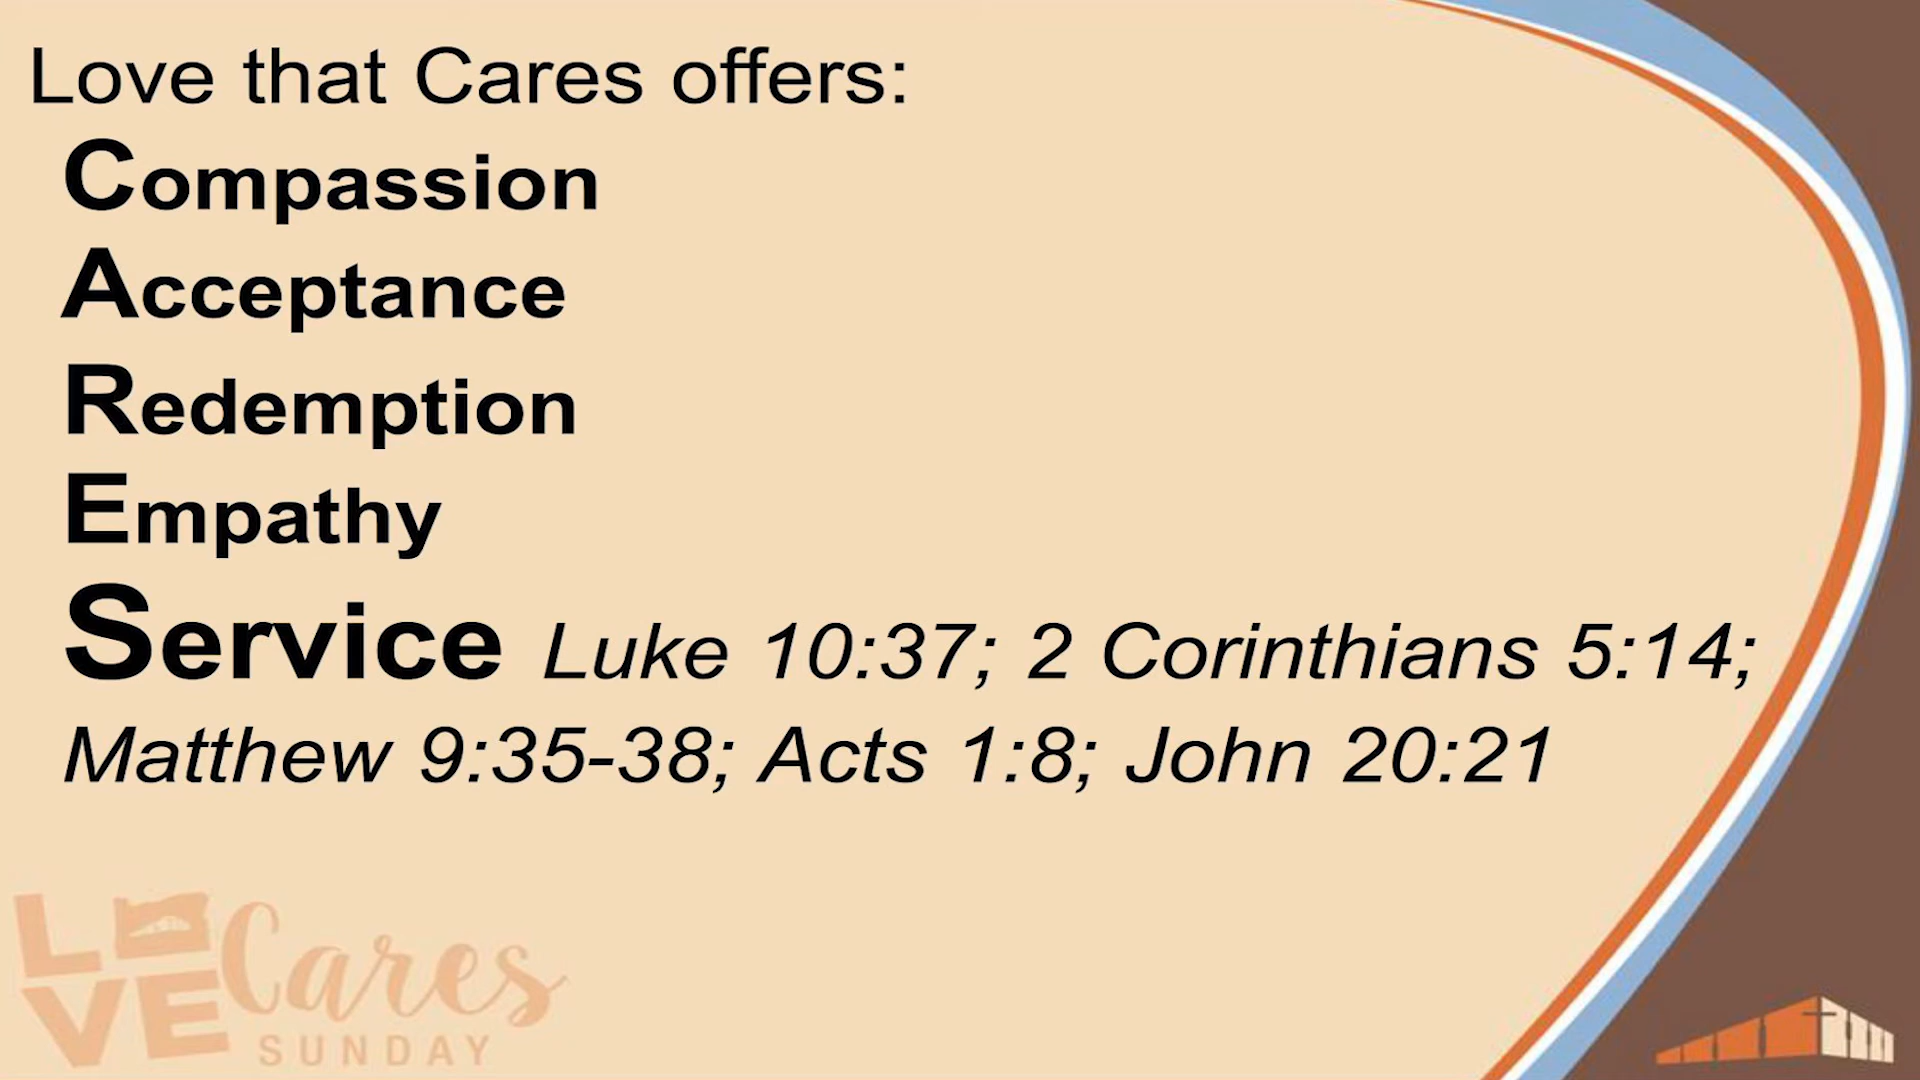 Love that Cares offers:
Compassion
Acceptance
Redemption
Empathy
Service Luke 10:37; 2 Corinthians 5:14;
Matthew 9:35-38; Acts 1:8; John 20:21
LOVE Cares
SUNDAY